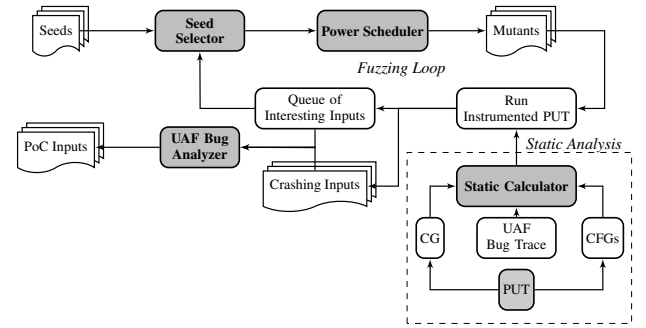 Seeds
Seed
Selector
Power Scheduler
Mutants
Fuzzing Loop
Queue of
Interesting Inputs
Run
Instrumented PUT
PoC Inputs
UAF Bug
Analyzer
Static Analysis
Crashing Inputs
Static Calculator
CG
UAF
Bug Trace
CFGs
PUT